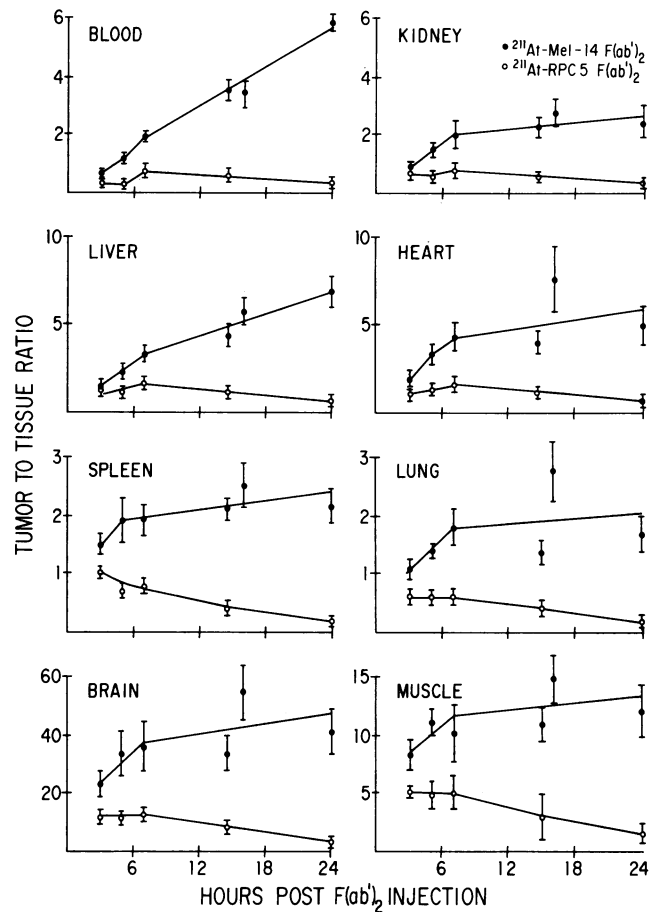 BLOOD
6
4
2
KIDNEY
²¹¹At-Mel-14 F(ab')₂
²¹¹At-RPC 5 F(ab')₂
6
4
2
LIVER
10
5
HEART
10
5
SPLEEN
3
2
1
LUNG
3
2
1
BRAIN
60
40
20
6
12
18
24
MUSCLE
15
10
5
6
12
18
24
TUMOR TO TISSUE RATIO
HOURS POST F(ab')₂ INJECTION